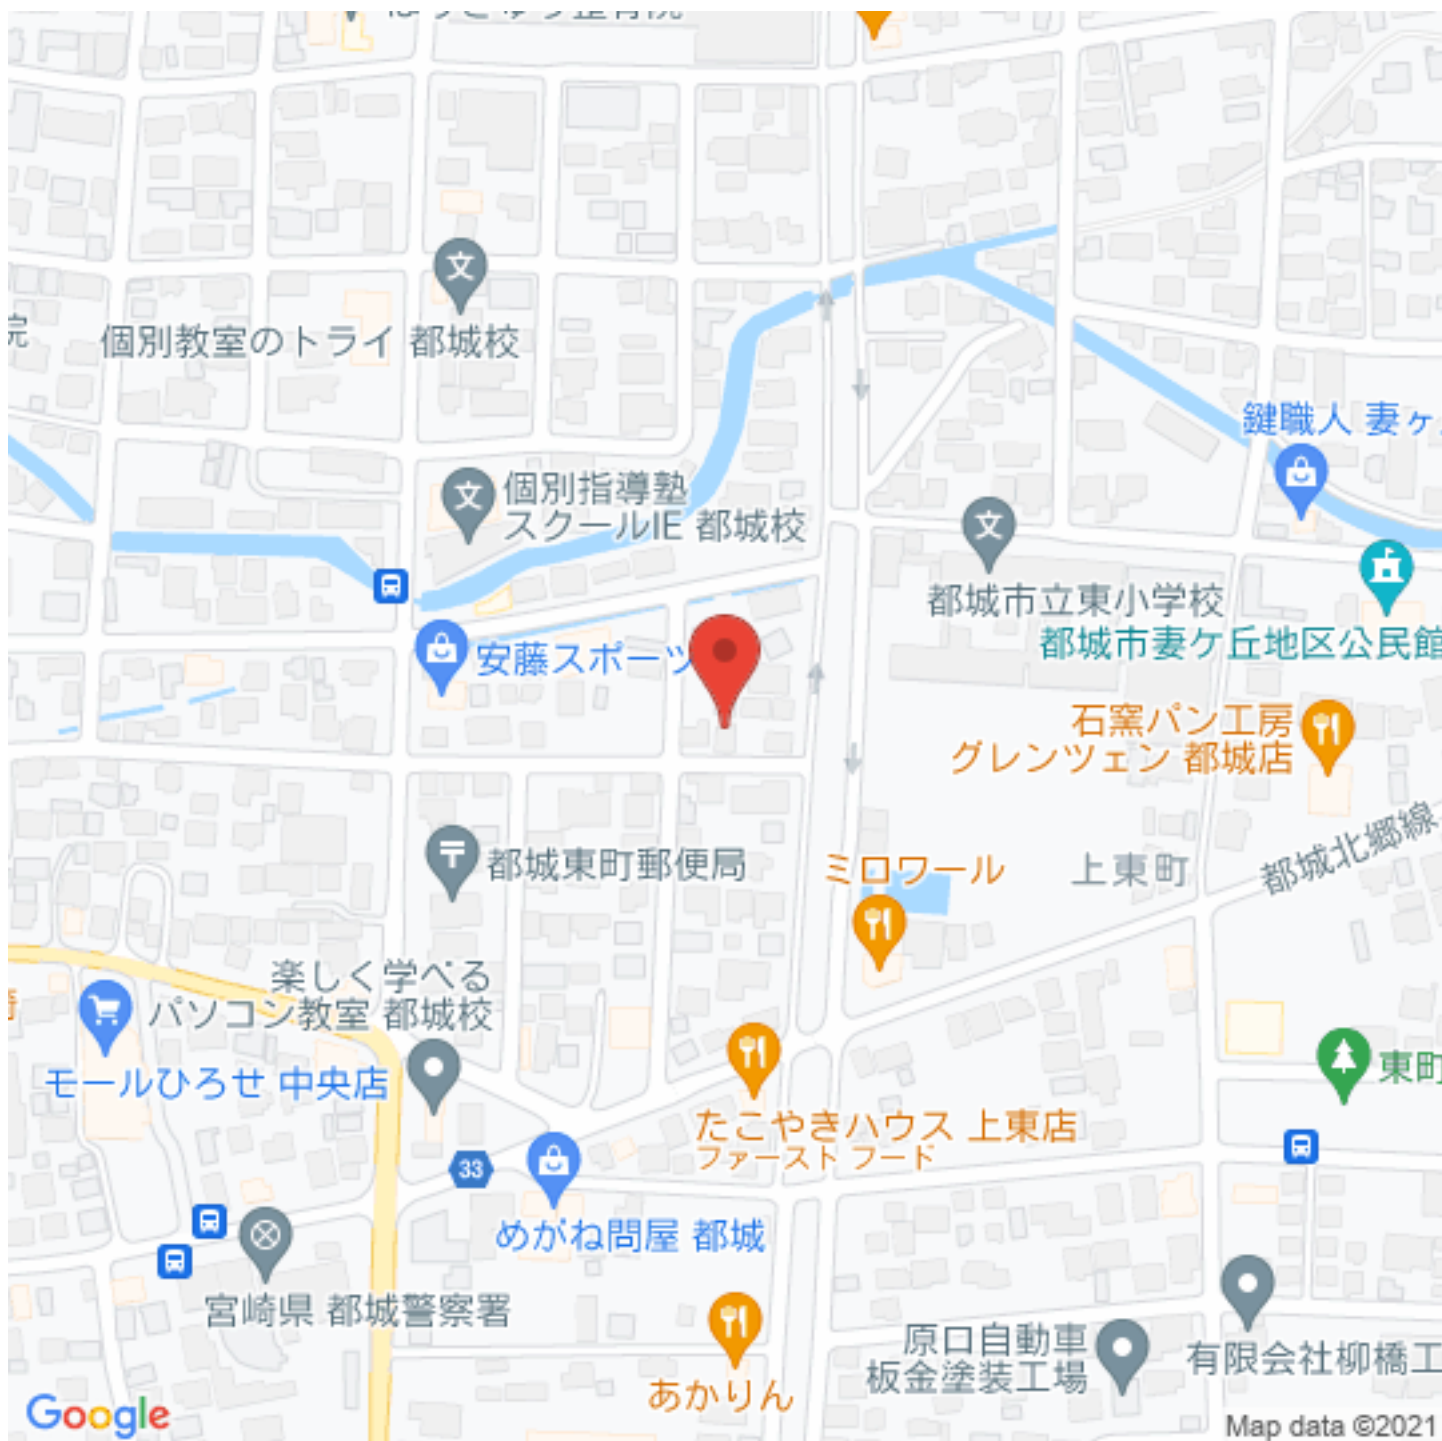 個別教室のトライ 都城校
鍵職人 妻ヶ
個別指導塾
スクールIE 都城校
都城市立東小学校
都城市妻ケ丘地区公民館
安藤スポーツ
石窯パン工房
グレンツェン 都城店
都城北郷線
都城東町郵便局
ミロワール
上東町
楽しく学べる
パソコン教室 都城校
モールひろせ 中央店
東町
たこやきハウス 上東店
ファースト フード
33
めがね問屋 都城
宮崎県 都城警察署
原口自動車
板金塗装工場
有限会社柳橋工
あかりん
Google
Map data ©2021